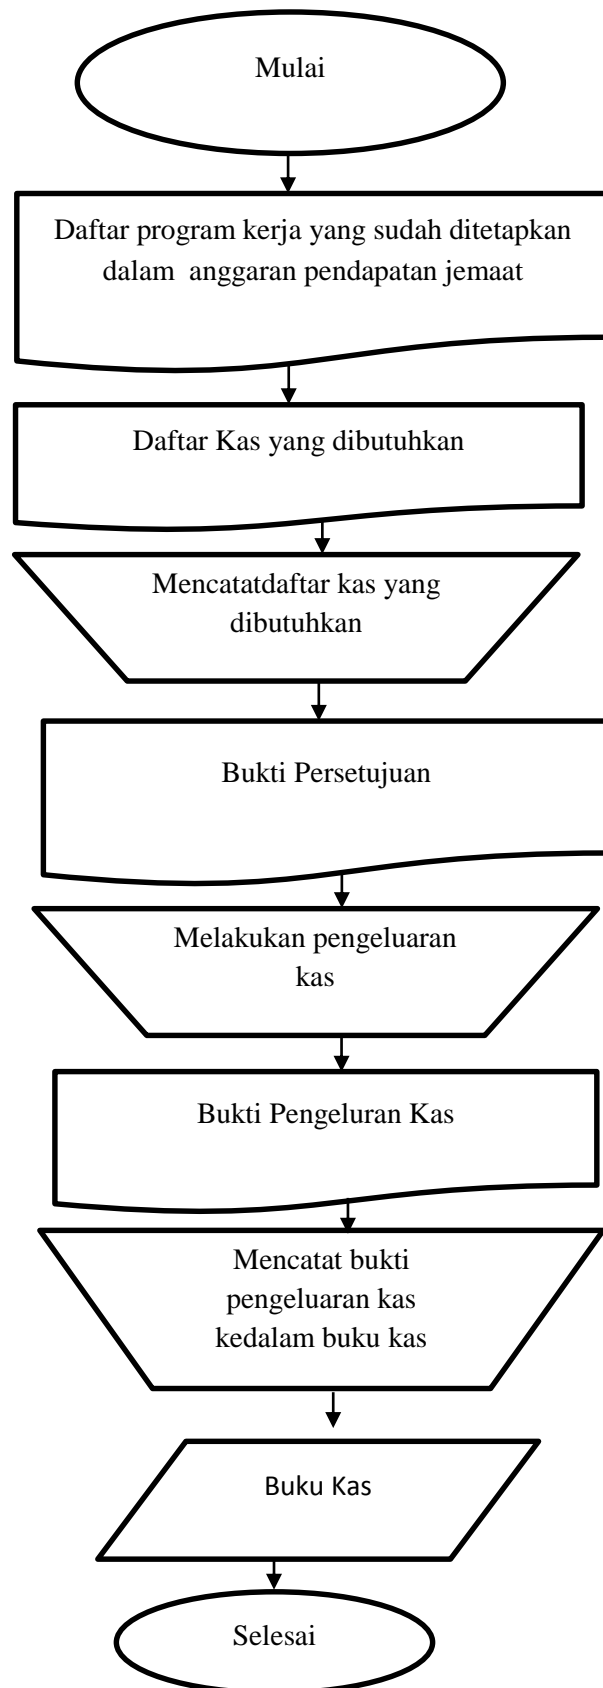 Mulai
Daftar program kerja yang sudah ditetapkan
dalam  anggaran pendapatan jemaat
Daftar Kas yang dibutuhkan
Mencatatdaftar kas yang
dibutuhkan
Bukti Persetujuan
Melakukan pengeluaran
kas
Bukti Pengeluran Kas
Mencatat bukti
pengeluaran kas
kedalam buku kas
Buku Kas
Selesai